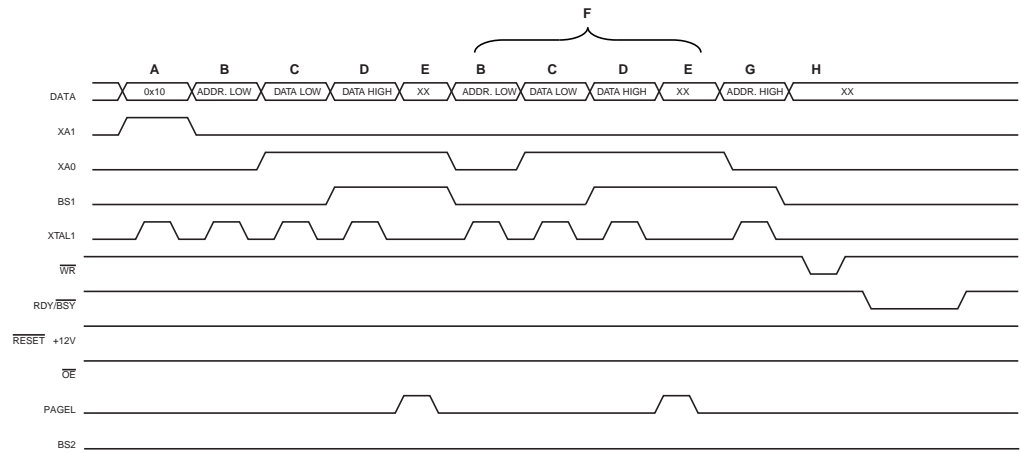 F
A B C D E B C D E G H
DATA 0x10 ADDR. LOW DATA LOW DATA HIGH XX ADDR. LOW DATA LOW DATA HIGH XX ADDR. HIGH XX
XA1
XA0
BS1
XTAL1
WR
RDY/BSY
RESET +12V
OE
PAGEL
BS2